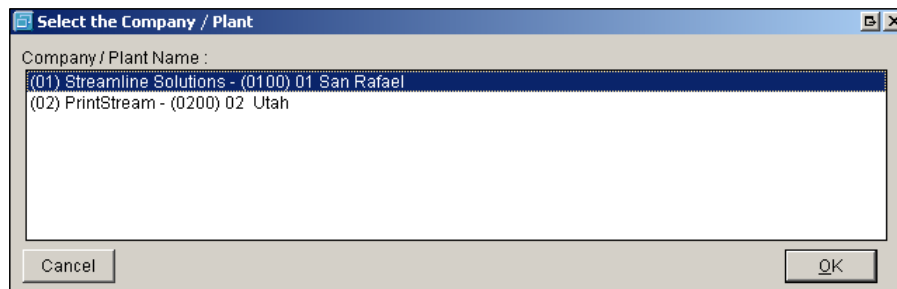 Select the Company / Plant
Company / Plant Name :
(01) Streamline Solutions - (0100) 01 San Rafael
(02) PrintStream - (0200) 02  Utah
Cancel
OK